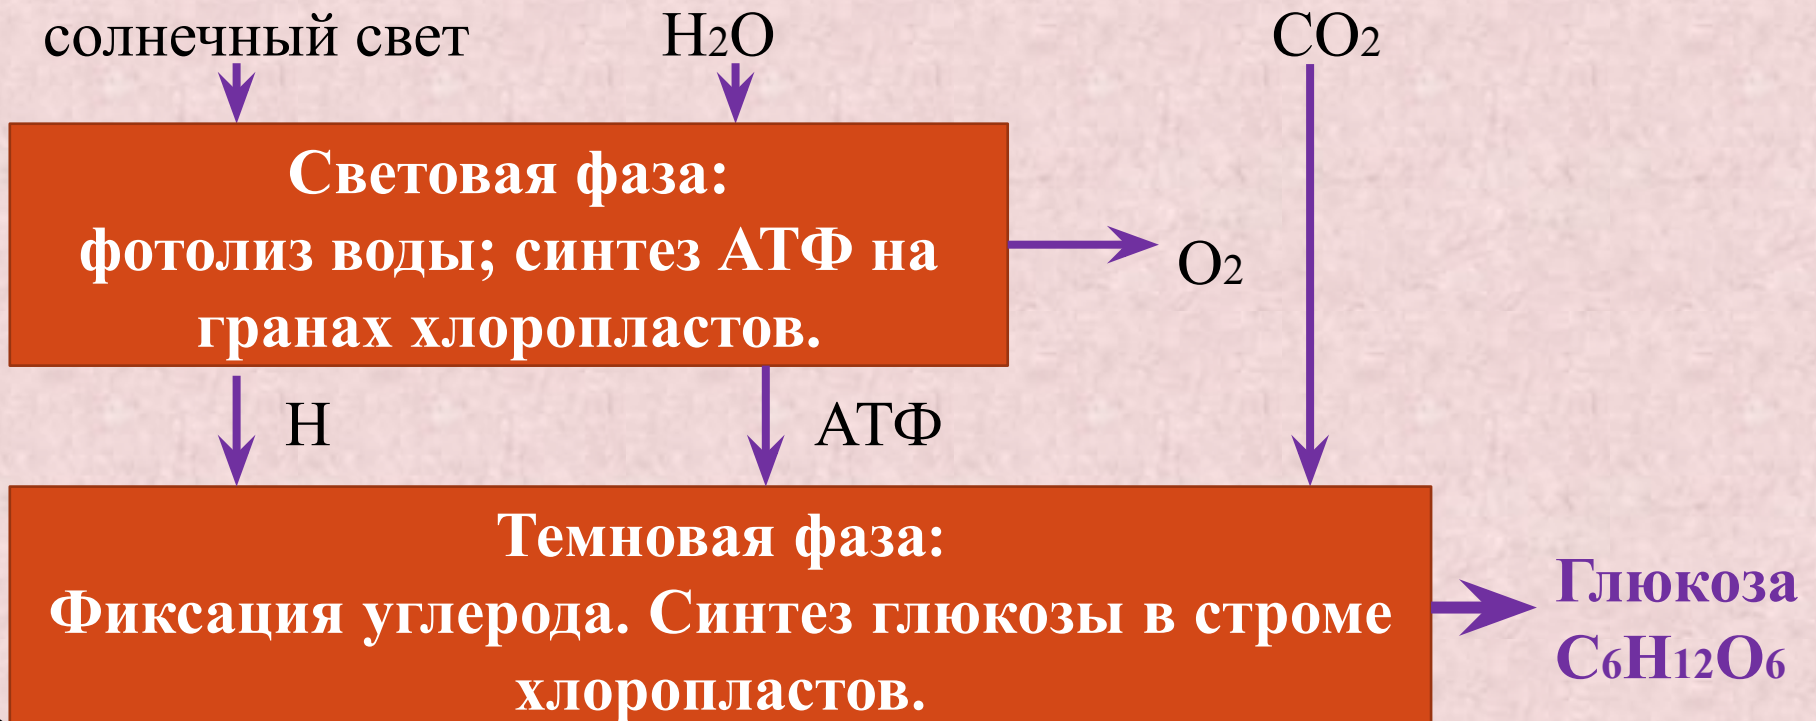 солнечный свет
H2O
CO2
Световая фаза:
фотолиз воды; синтез АТФ на
гранах хлоропластов.
O2
H
АТФ
Темновая фаза:
Фиксация углерода. Синтез глюкозы в строме
хлоропластов.
Глюкоза
C6H12O6